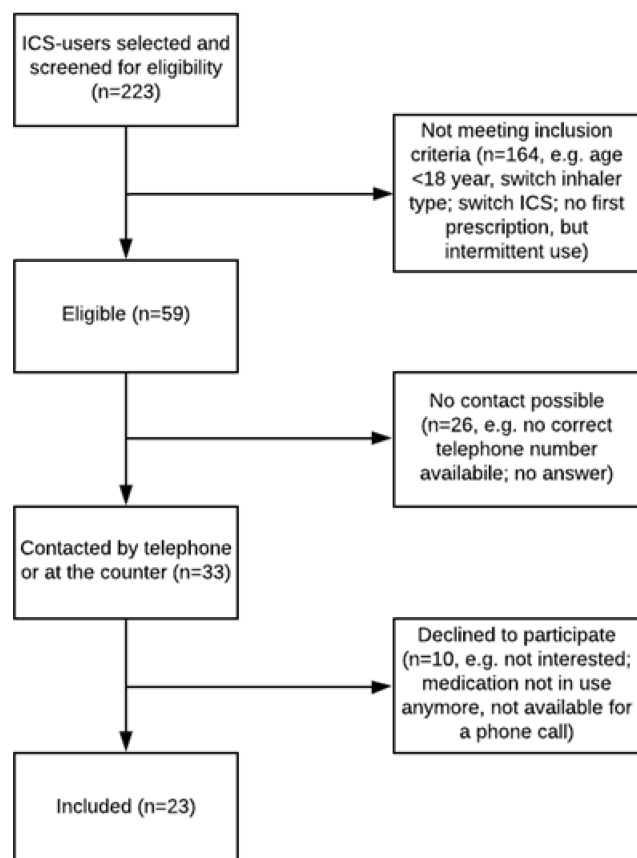 ICS-users selected and
screened for eligibility
(n=223)
Not meeting inclusion
criteria (n=164, e.g. age
<18 year, switch inhaler
type; switch ICS; no first
prescription, but
intermittent use)
Eligible (n=59)
No contact possible
(n=26, e.g. no correct
telephone number
availabile; no answer)
Contacted by telephone
or at the counter (n=33)
Declined to participate
(n=10, e.g. not interested;
medication not in use
anymore, not available for
a phone call)
Included (n=23)